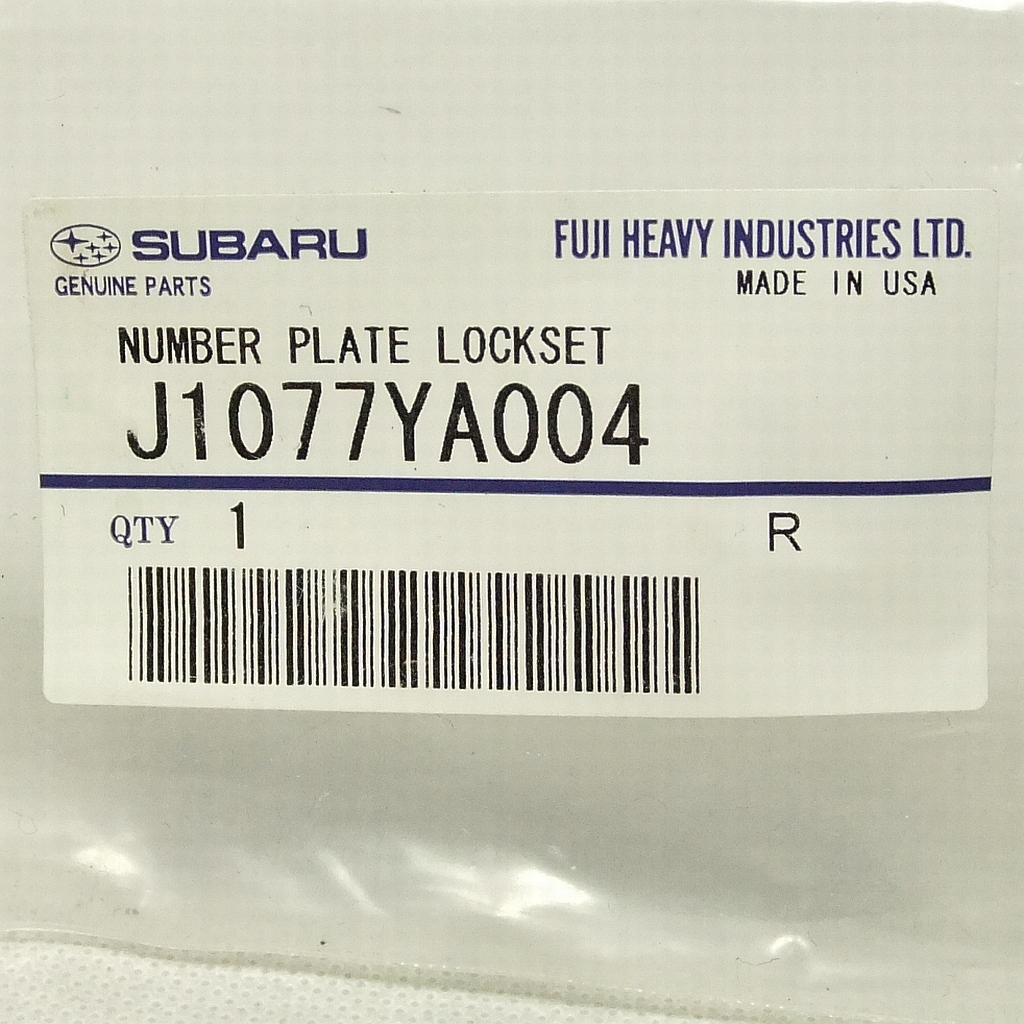 SUBARU FUJI HEAVY INDUSTRIES LTD.
GENUINE PARTS MADE IN USA
NUMBER PLATE LOCKSET
J1077YA004
QTY 1 R